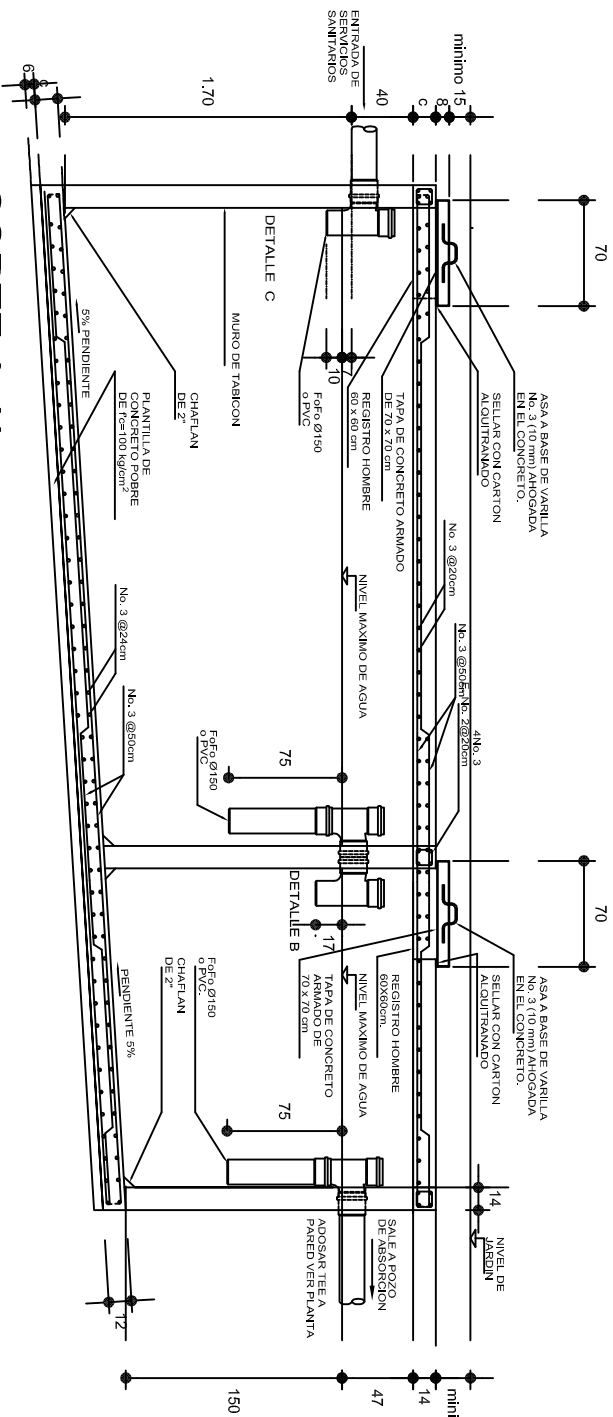 70
70
ASA A BASE DE VARILLA
No. 3 (10 mm) AHOGADA
EN EL CONCRETO.
SELLAR CON CARTON
ALQUITRANADO
ASA A BASE DE VARILLA
No. 3 (10 mm) AHOGADA
EN EL CONCRETO.
SELLAR CON CARTON
ALQUITRANADO
NIVEL DE
JARDIN
minimo 15
8
c
40
1.70
c
6
ENTRADA DE
SERVICIOS
SANITARIOS
No. 3 @20cm
No. 3 @50cm
4No. 3
E No. 2@20cm
14
TAPA DE CONCRETO ARMADO
DE 70 x 70 cm
REGISTRO HOMBRE
60 x 60 cm
REGISTRO HOMBRE
60X60cm.
TAPA DE CONCRETO
ARMADO DE
70 x 70 cm
7
10
DETALLE C
NIVEL MAXIMO DE AGUA
NIVEL MAXIMO DE AGUA
SALE A POZO
DE ABSORCION
ADOSAR TEE A
PARED VER PLANTA
FoFo Ø150
o PVC
MURO DE TABICON
75
DETALLE B
17
75
FoFo Ø150
o PVC
FoFo Ø150
o PVC.
CHAFLAN
DE 2"
CHAFLAN
DE 2"
5% PENDIENTE
PLANTILLA DE
CONCRETO POBRE
DE f'c=100 kg/cm²
No. 3 @24cm
No. 3 @50cm
PENDIENTE 5%
12
150
47
14
mini